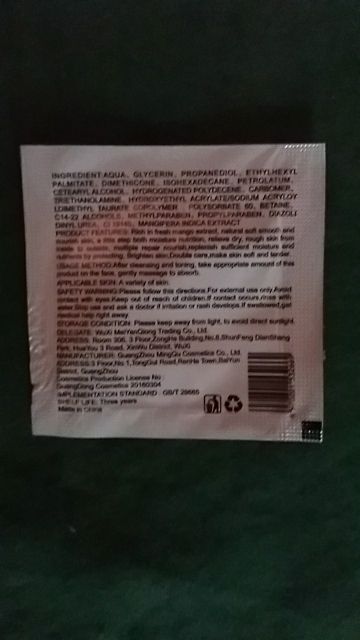 INGREDIENT:AQUA, GLYCERIN, PROPANEDIOL, ETHYLHEXYL
PALMITATE, DIMETHICONE, ISOHEXADECANE, PETROLATUM,
CETEARYL ALCOHOL, HYDROGENATED POLYDECENE, CARBOMER,
TRIETHANOLAMINE, HYDROXYETHYL ACRYLATE/SODIUM ACRYLOY
LDIMETHYL TAURATE COPOLYMER, POLYSORBATE 60, BETAINE,
C14-22 ALCOHOLS, METHYLPARABEN, PROPYLPARABEN, DIAZOLI
DINYL UREA, CI 19140, MANGIFERA INDICA EXTRACT
PRODUCT FEATURES: Rich in fresh mango extract, natural soft smooth and
nourish skin, a little step both moisture nutrition, relieve dry, rough skin from
inside to outside, multiple repair nourish,replenish sufficient moisture and
nutrients by protecting. Brighten skin,Double care,make skin soft and tender.
USAGE METHOD:After cleansing and toning, take appropriate amount of this
product on the face, gently massage to absorb.
APPLICABLE SKIN: A variety of skin.
SAFETY WARNING:Please follow this directions.For external use only.Avoid
contact with eyes.Keep out of reach of children.If contact occurs,rinse with
water.Stop use and ask a doctor if irritation or rash develops.If swallowed,get
medical help right away.
STORAGE CONDITION: Please keep away from light, to avoid direct sunlight.
DELEGATE: WuXi MeiYanQiong Trading Co., Ltd.
ADDRESS: Room 306, 3 Floor,ZongHe Building,No.8,ShunFeng DianShang
Park, HuaYou 3 Road, XinWu District, WuXi
MANUFACTURER: GuangZhou MingQu Cosmetics Co., Ltd.
ADDRESS:3 Floor,No.1,TongCai Road,RenHe Town,BaiYun
District, GuangZhou
Cosmetics Production License No :
GuangDong Cosmetics 20160304
IMPLEMENTATION STANDARD : GB/T 29665
SHELF LIFE: Three years
Made in China